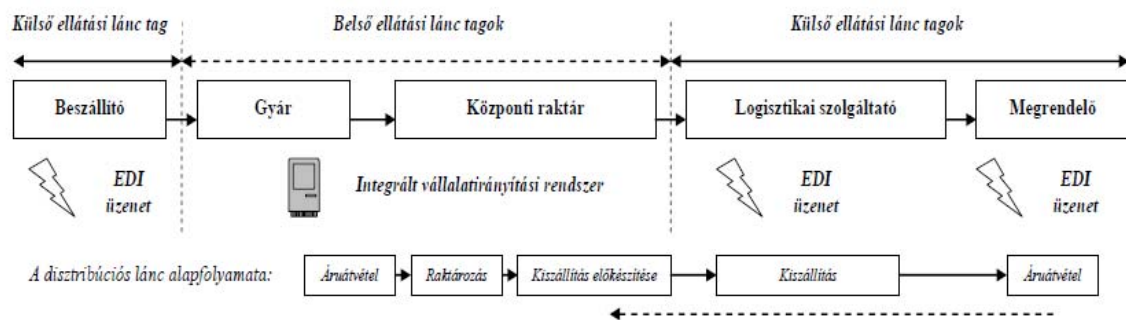 Külső ellátási lánc tag
Belső ellátási lánc tagok
Külső ellátási lánc tagok
Beszállító
Gyár
Központi raktár
Logisztikai szolgáltató
Megrendelő
EDI
üzenet
Integrált vállalatirányítási rendszer
EDI
üzenet
EDI
üzenet
A disztribúciós lánc alapfolyamata:
Áruátvétel
Raktározás
Kiszállítás előkészítése
Kiszállítás
Áruátvétel